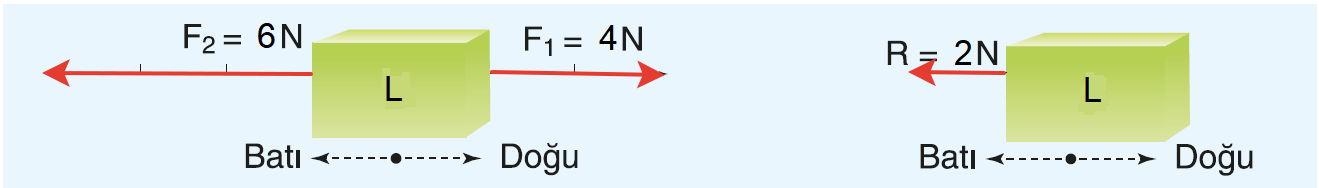 F₂ = 6N
F₁ = 4N
L
Batı Doğu
R = 2N
L
Batı Doğu